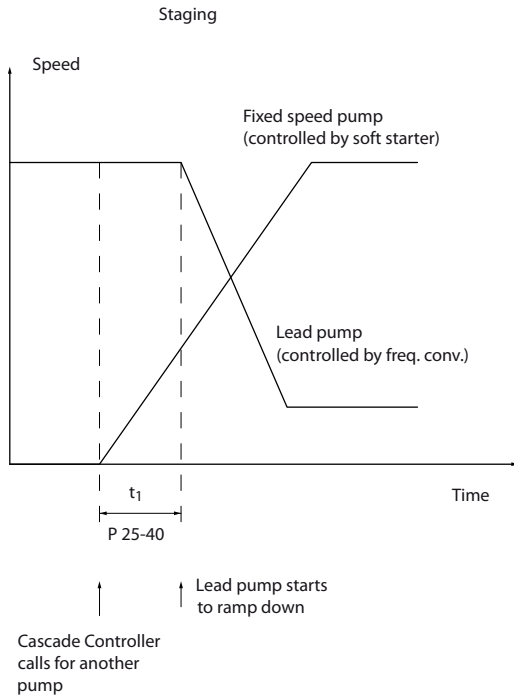 Staging
Speed
Fixed speed pump
(controlled by soft starter)
Lead pump
(controlled by freq. conv.)
t1
Time
P 25-40
Lead pump starts
to ramp down
Cascade Controller
calls for another
pump